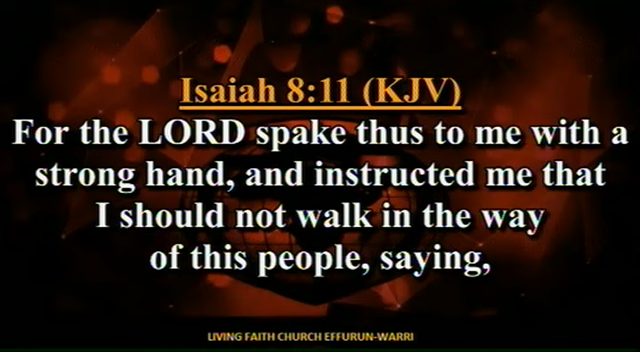 Isaiah 8:11 (KJV)
For the LORD spake thus to me with a
strong hand, and instructed me that
I should not walk in the way
of this people, saying,
LIVING FAITH CHURCH EFFURUN-WARRI